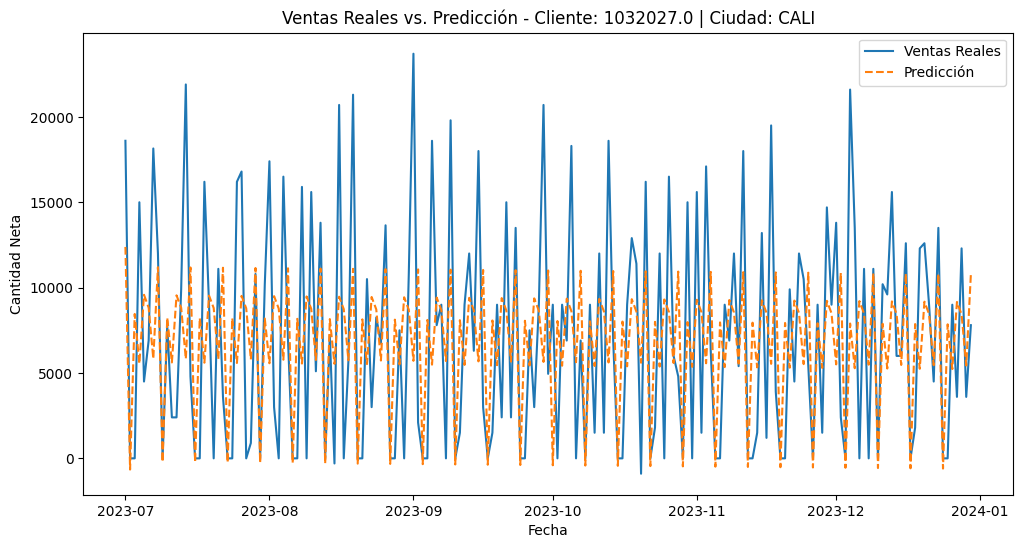 Ventas Reales vs. Predicción - Cliente: 1032027.0 | Ciudad: CALI
Ventas Reales
Predicción
Cantidad Neta
20000
15000
10000
5000
0
2023-07
2023-08
2023-09
2023-10
2023-11
2023-12
2024-01
Fecha